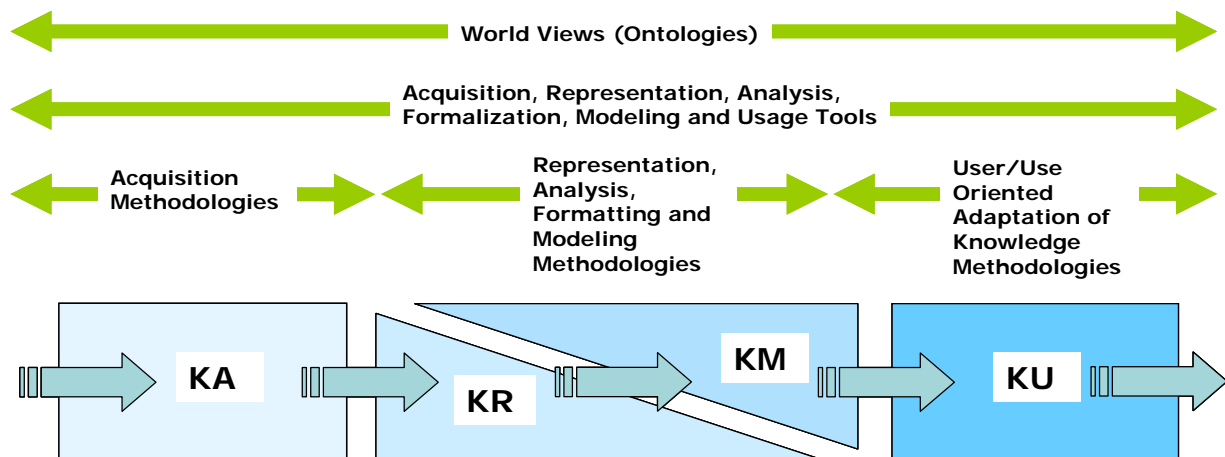 World Views (Ontologies)
Acquisition, Representation, Analysis,
Formalization, Modeling and Usage Tools
Acquisition
Methodologies
Representation,
Analysis,
Formatting and
Modeling
Methodologies
User/Use
Oriented
Adaptation of
Knowledge
Methodologies
KA
KR
KM
KU